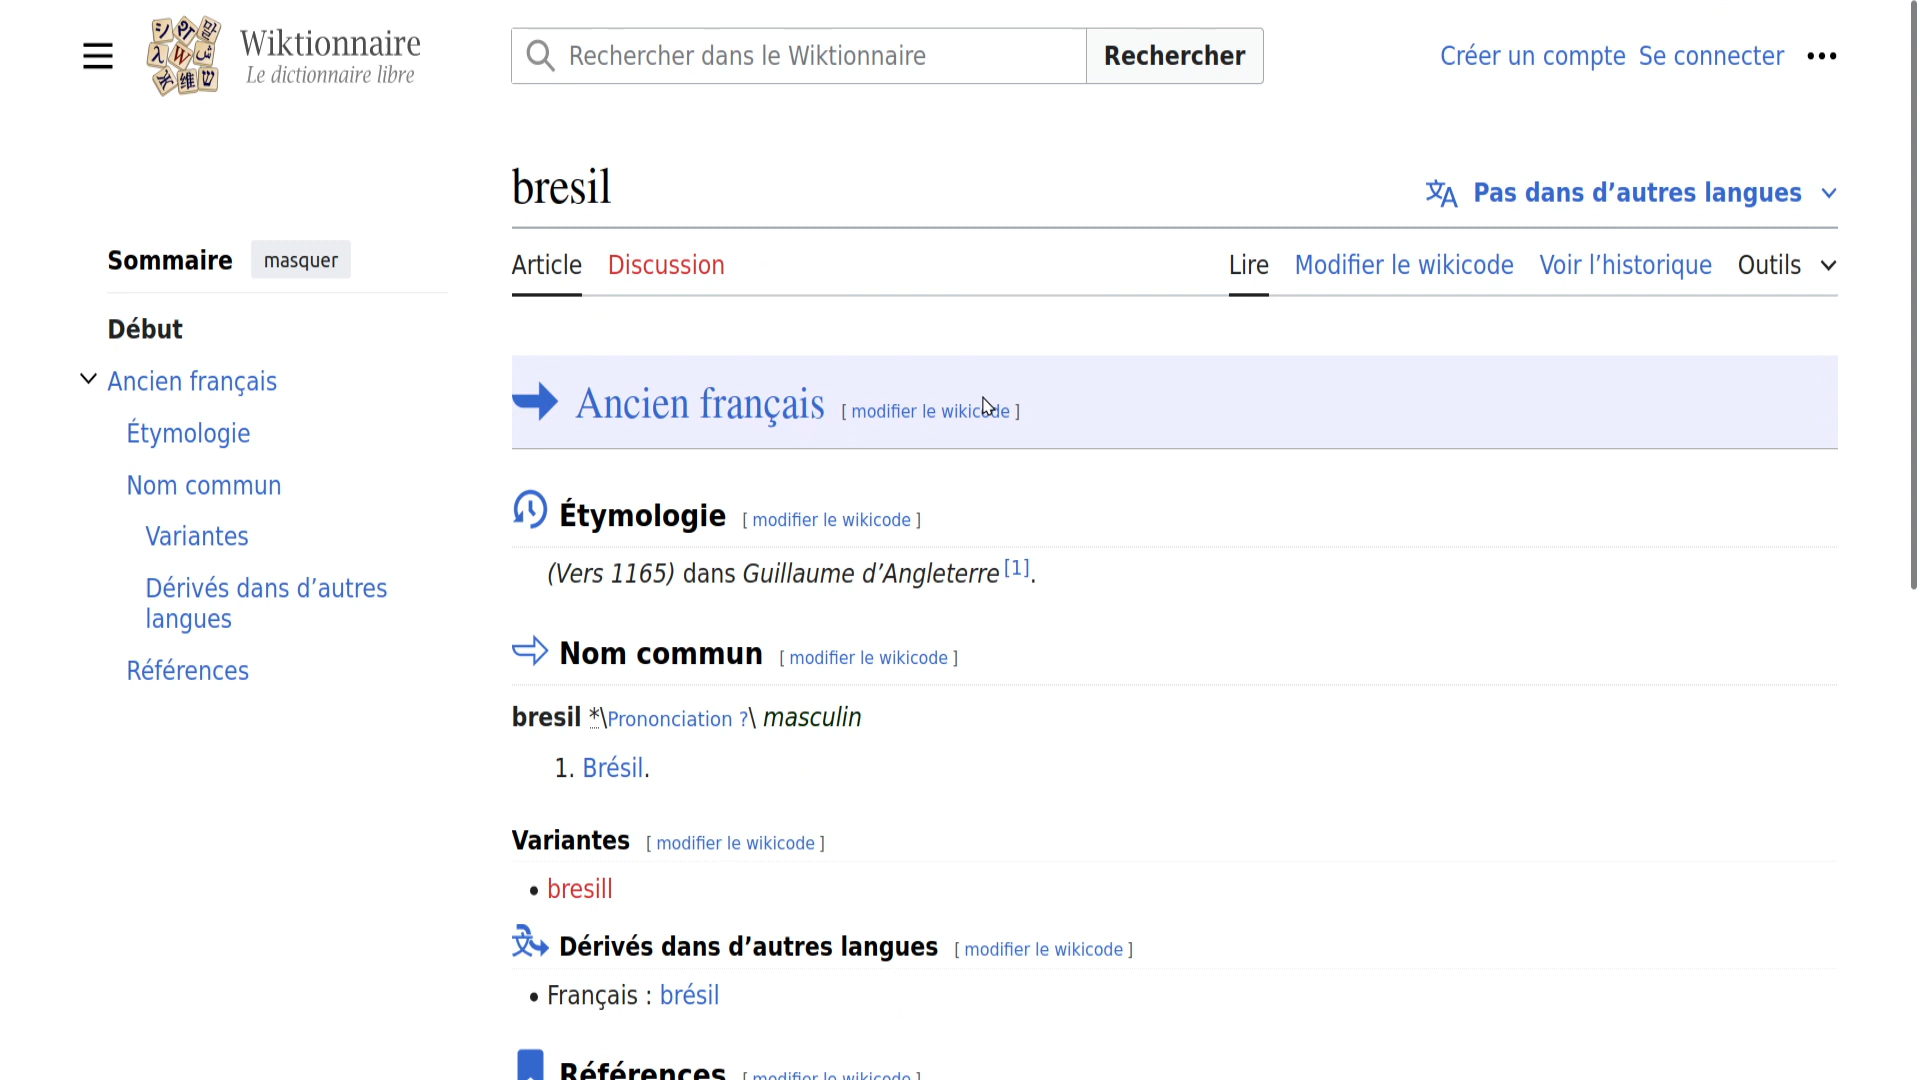 Wiktionnaire
Le dictionnaire libre
Rechercher dans le Wiktionnaire
Rechercher
Créer un compte Se connecter
bresil
Pas dans d’autres langues
Sommaire masquer
Article Discussion
Lire Modifier le wikicode Voir l’historique Outils
Début
Ancien français
Étymologie
Nom commun
Variantes
Dérivés dans d’autres
langues
Références
Ancien français [ modifier le wikicode ]
Étymologie [ modifier le wikicode ]
(Vers 1165) dans Guillaume d’Angleterre [1].
Nom commun [ modifier le wikicode ]
bresil *\Prononciation ?\ masculin
1. Brésil.
Variantes [ modifier le wikicode ]
• bresill
Dérivés dans d’autres langues [ modifier le wikicode ]
• Français : brésil
Références [ modifier le wikicode ]